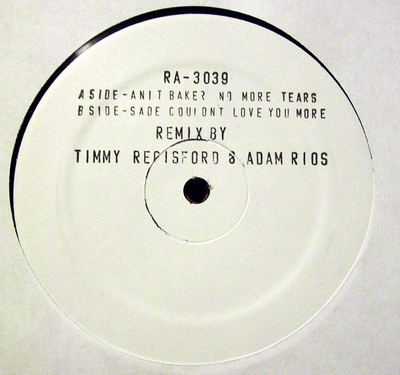 RA-3039
A SIDE-ANIT BAKER NO MORE TEARS
B SIDE-SADE COULDNT LOVE YOU MORE
REMIX BY
TIMMY REGISFORD & ADAM RIOS